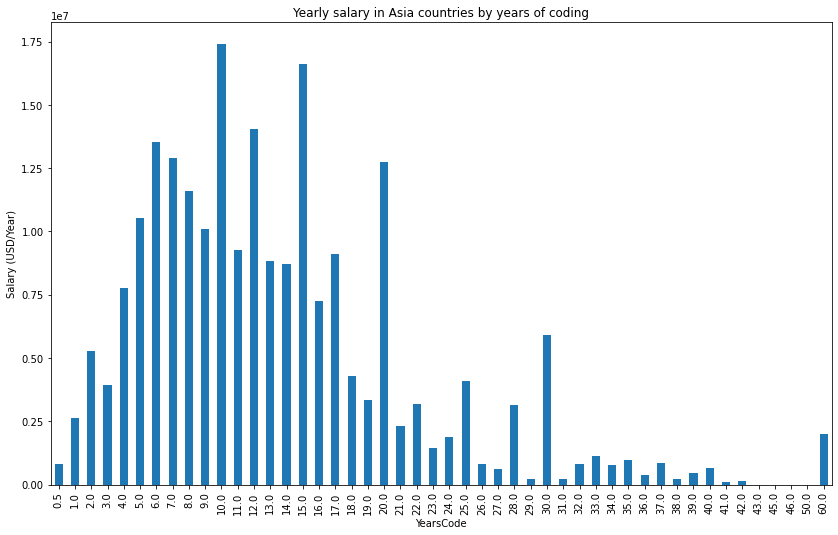 Yearly salary in Asia countries by years of coding
1e7
1.75
1.50
1.25
1.00
0.75
0.50
0.25
0.00
Salary (USD/Year)
0.5 1.0 2.0 3.0 4.0 5.0 6.0 7.0 8.0 9.0 10.0 11.0 12.0 13.0 14.0 15.0 16.0 17.0 18.0 19.0 20.0 21.0 22.0 23.0 24.0 25.0 26.0 27.0 28.0 29.0 30.0 31.0 32.0 33.0 34.0 35.0 36.0 37.0 38.0 39.0 40.0 41.0 42.0 43.0 45.0 46.0 50.0 60.0
YearsCode